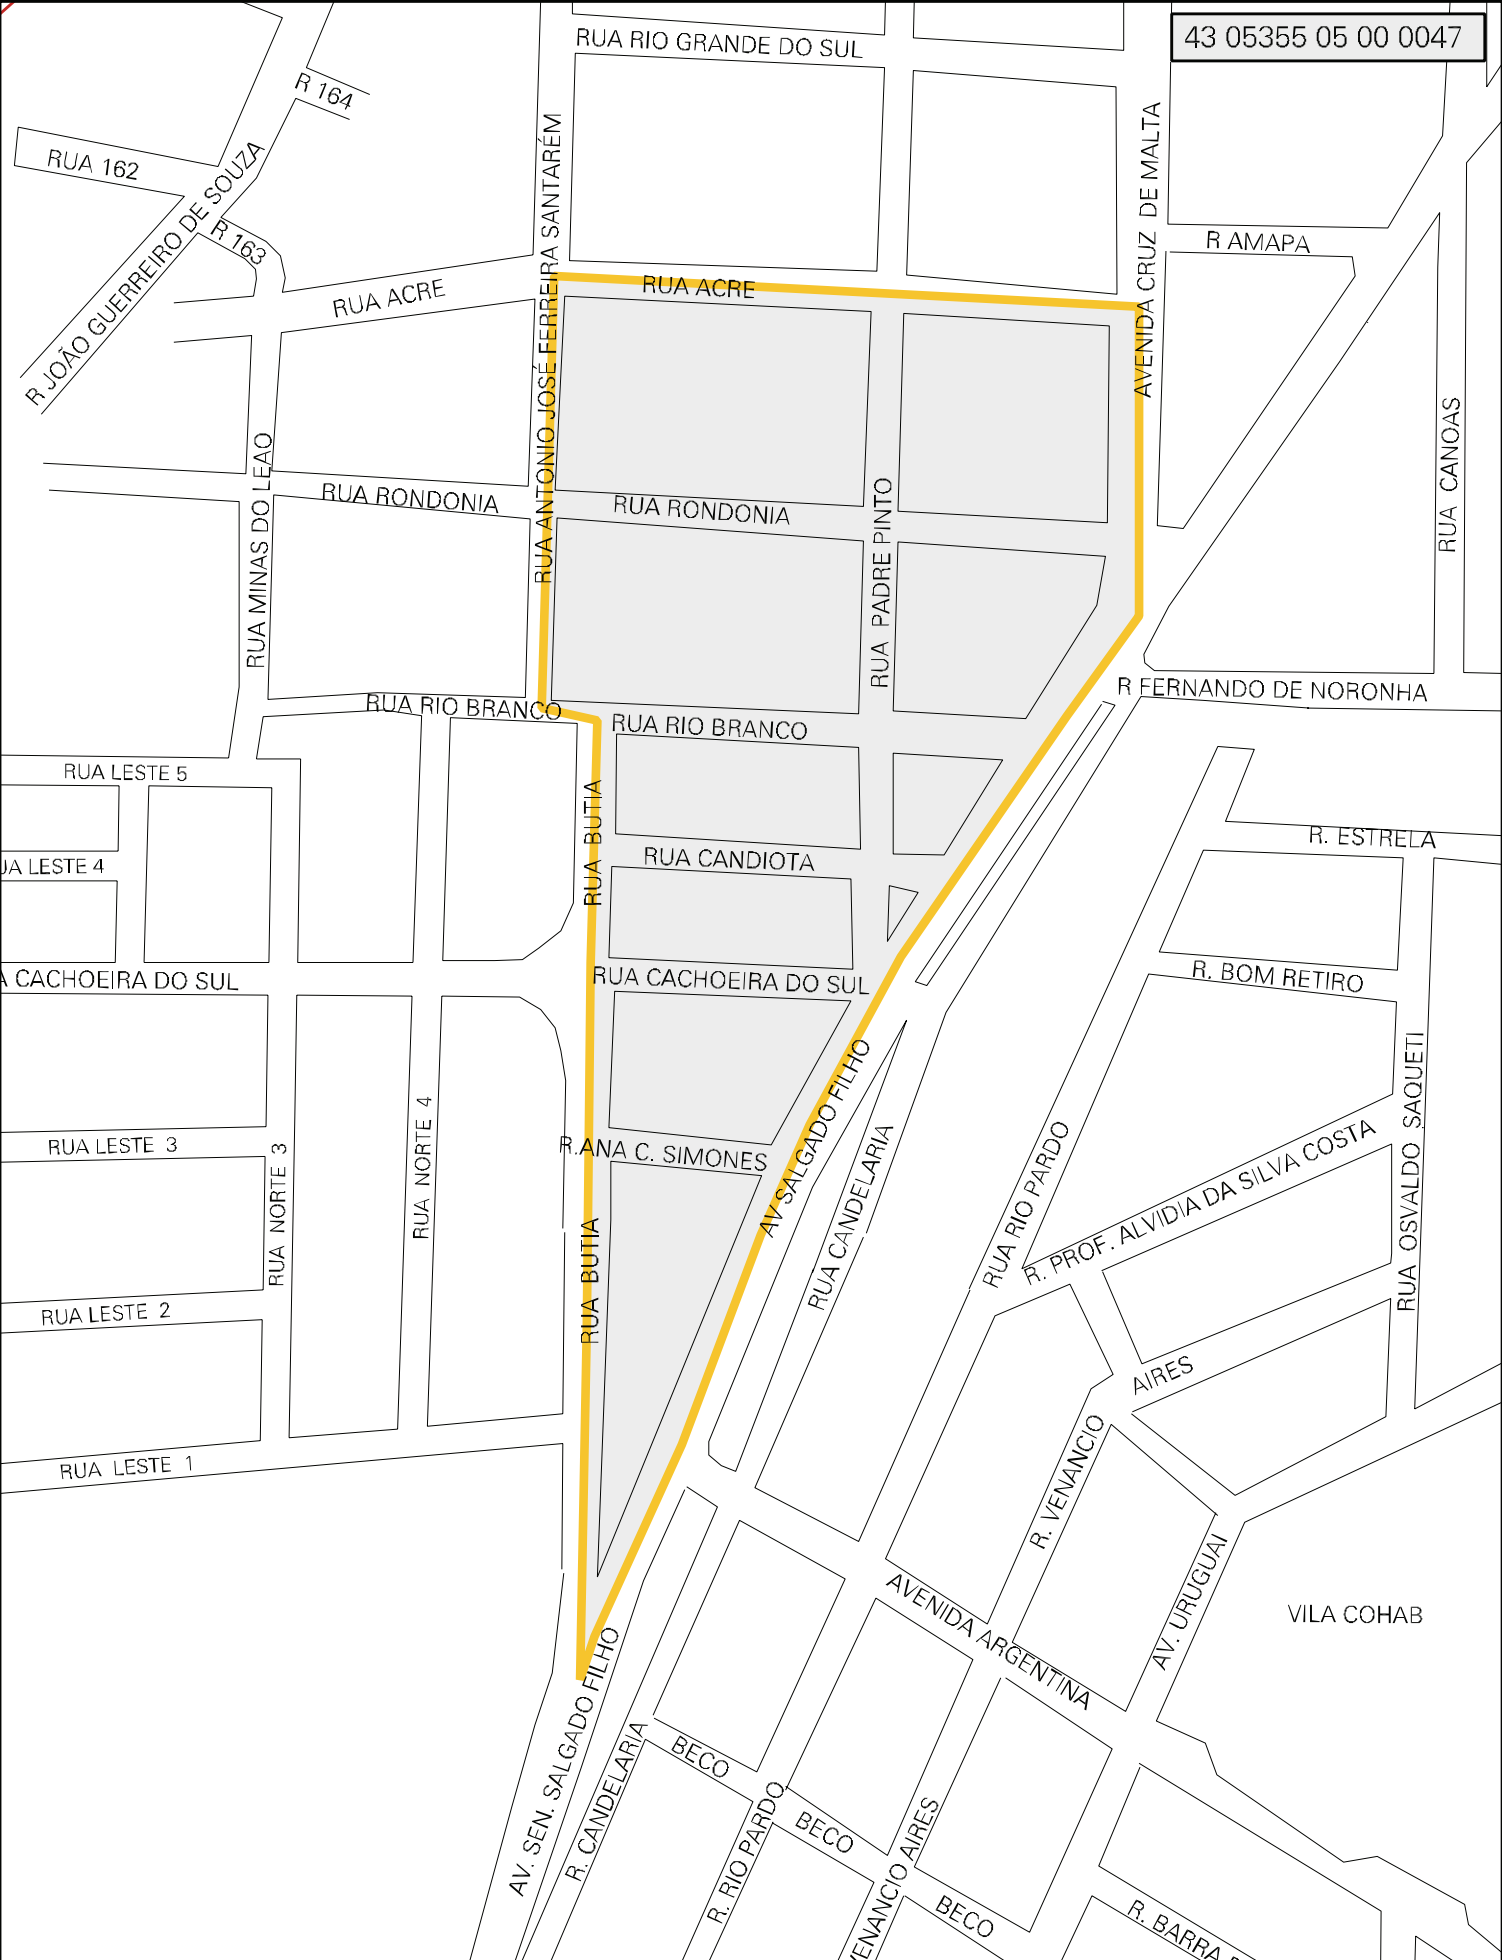 43 05355 05 00 0047
RUA RIO GRANDE DO SUL
R 164
RUA 162
R JOÃO GUERREIRO DE SOUZA
R 163
RUA ANTONIO JOSÉ FERREIRA SANTARÉM
AVENIDA CRUZ DE MALTA
R AMAPA
RUA ACRE
RUA ACRE
RUA CANOAS
RUA MINAS DO LEAO
RUA RONDONIA
RUA RONDONIA
RUA PADRE PINTO
R FERNANDO DE NORONHA
RUA RIO BRANCO
RUA RIO BRANCO
RUA LESTE 5
RUA BUTIA
R. ESTRELA
LESTE 4
RUA CANDIOTA
CACHOEIRA DO SUL
RUA CACHOEIRA DO SUL
R. BOM RETIRO
AV SALGADO FILHO
RUA CANDELARIA
RUA RIO PARDO
RUA OSVALDO SAQUETI
R. PROF. ALVIDIA DA SILVA COSTA
RUA LESTE 3
RUA NORTE 3
RUA NORTE 4
R.ANA C. SIMONES
RUA BUTIA
RUA LESTE 2
AIRES
R. VENANCIO
RUA LESTE 1
AVENIDA ARGENTINA
AV. URUGUAI
VILA COHAB
AV. SEN. SALGADO FILHO
R. CANDELARIA
BECO
R. RIO PARDO
BECO
VENANCIO AIRES
BECO
R. BARRA